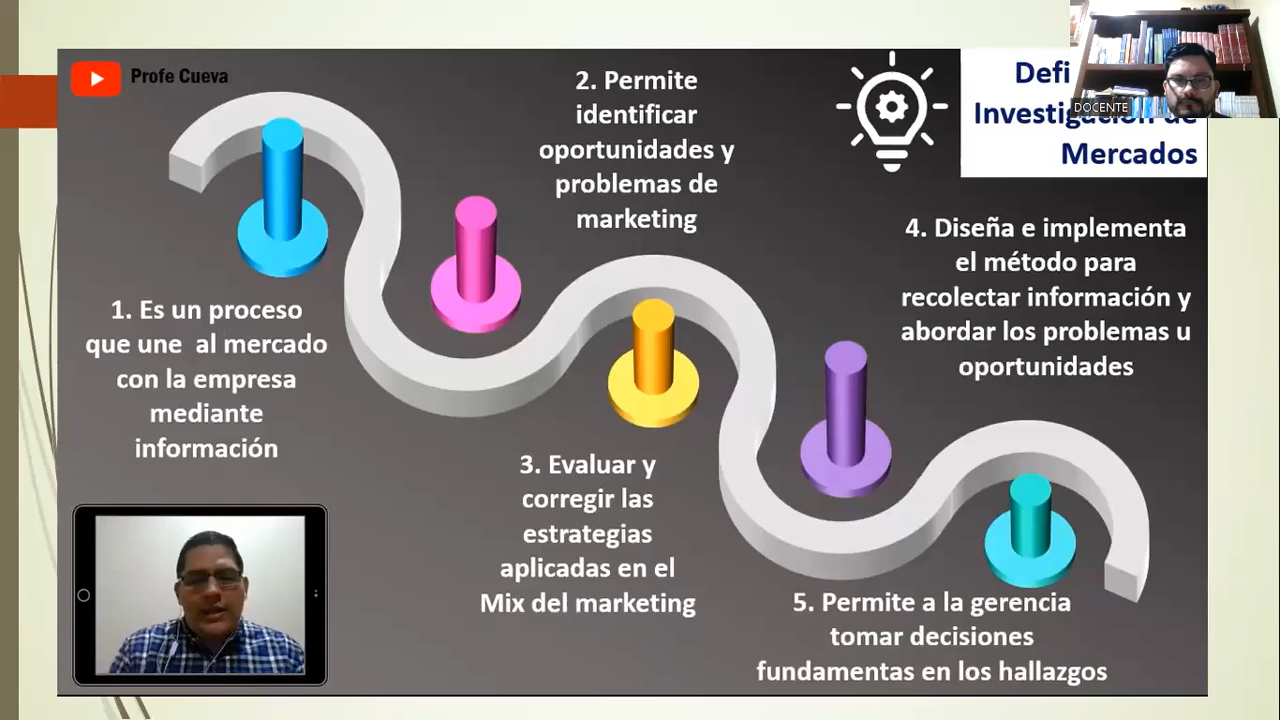 Profe Cueva
DOCENTE
Investigación de
Mercados
1. Es un proceso
que une al mercado
con la empresa
mediante
información
2. Permite
identificar
oportunidades y
problemas de
marketing
3. Evaluar y
corregir las
estrategias
aplicadas en el
Mix del marketing
4. Diseña e implementa
el método para
recolectar información y
abordar los problemas u
oportunidades
5. Permite a la gerencia
tomar decisiones
fundamentas en los hallazgos